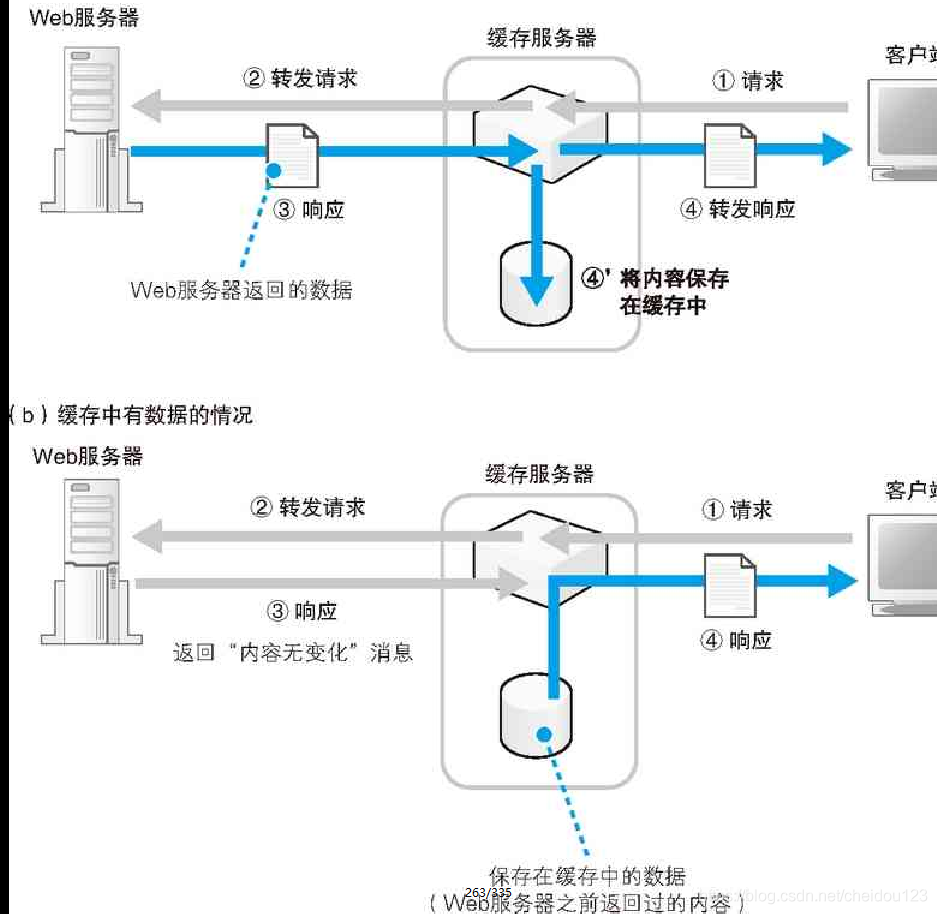 Web服务器
缓存服务器
客户端
② 转发请求
① 请求
③ 响应
④ 转发响应
Web服务器返回的数据
④' 将内容保存
在缓存中
(b)缓存中有数据的情况
Web服务器
缓存服务器
客户端
② 转发请求
① 请求
③ 响应
返回“内容无变化”消息
④ 响应
保存在缓存中的数据
263/335
(Web服务器之前返回过的内容)
https://blog.csdn.net/cheidou123